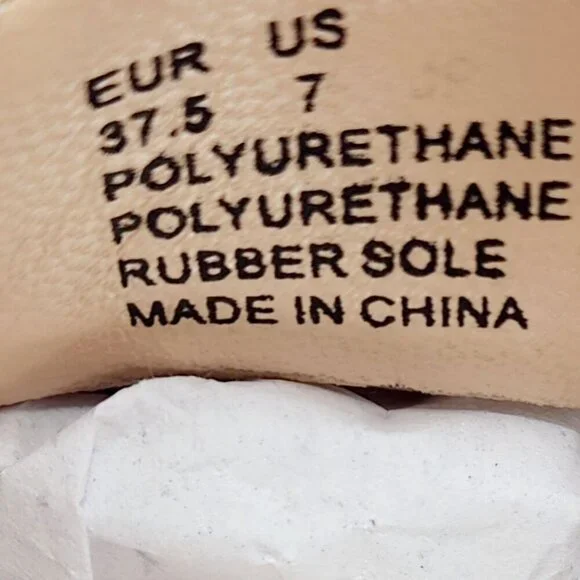 EUR US
37.5 7
POLYURETHANE
POLYURETHANE
RUBBER SOLE
MADE IN CHINA